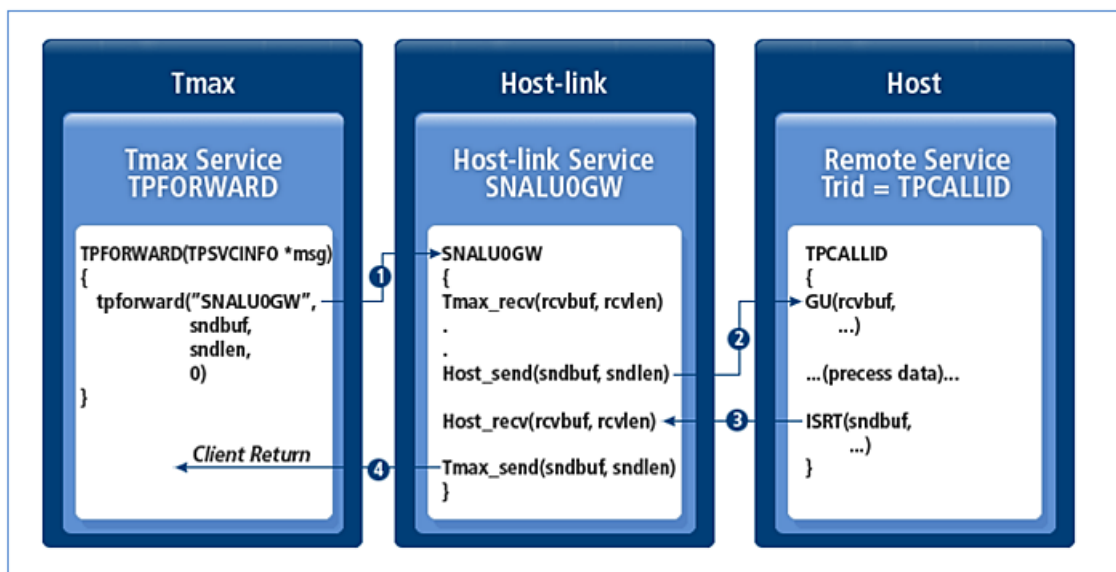 Tmax
Tmax Service
TPFORWARD
TPFORWARD(TPSVCINFO *msg)
{
tpforward("SNALU0GW",
sndbuf,
sndlen,
0)
}
Client Return
Host-link
Host-link Service
SNALU0GW
SNALU0GW
{
Tmax_recv(rcvbuf, rcvlen)
.
.
Host_send(sndbuf, sndlen)
Host_recv(rcvbuf, rcvlen)
Tmax_send(sndbuf, sndlen)
}
Host
Remote Service
Trid = TPCALLID
TPCALLID
{
GU(rcvbuf,
...)
...(precess data)...
ISRT(sndbuf,
...)
}
1
2
3
4